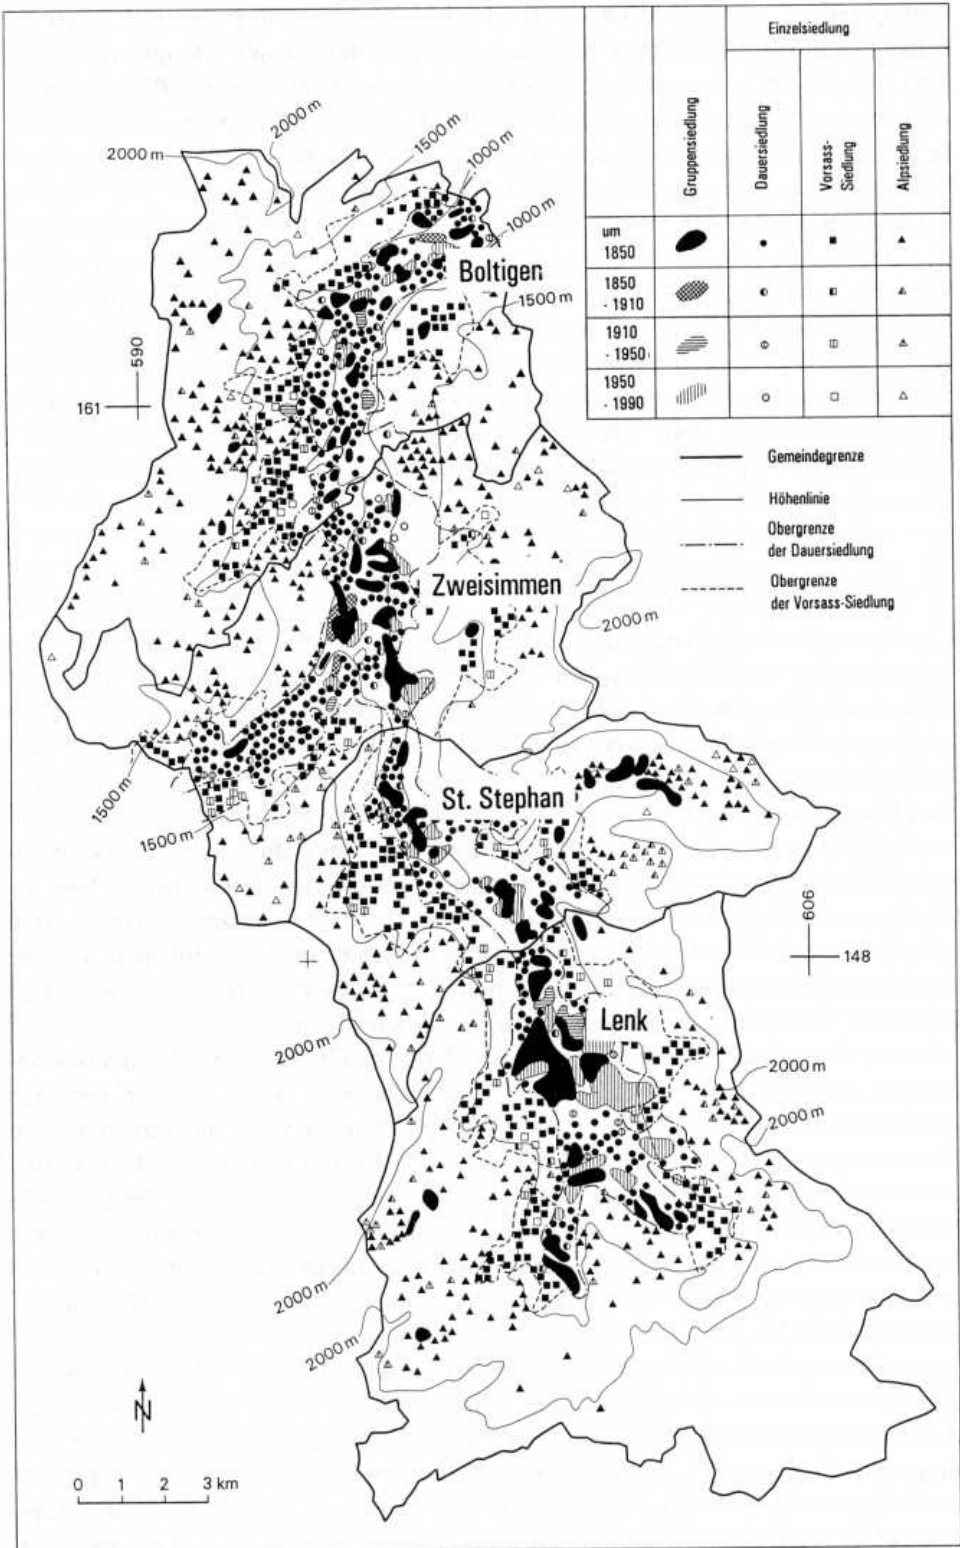 Einzelsiedlung
Gruppensiedlung
Dauersiedlung
Vorsass-
Siedlung
Alpsiedlung
um
1850
1850
- 1910
1910
- 1950
1950
- 1990
Gemeindegrenze
Höhenlinie
Obergrenze
der Dauersiedlung
Obergrenze
der Vorsass-Siedlung
2000 m
2000 m
1500 m
1000 m
1000 m
Boltigen
1500 m
590
161
Zweisimmen
2000 m
1500 m
1500 m
St. Stephan
606
148
Lenk
2000 m
2000 m
2000 m
2000 m
2000 m
N
0 1 2 3 km